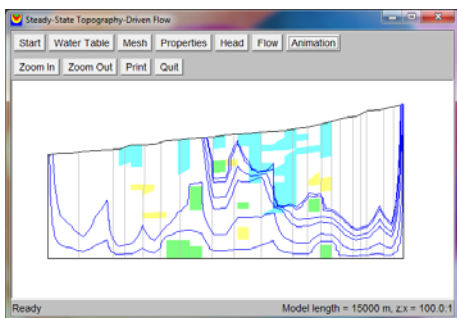 Steady-State Topography-Driven Flow
Start Water Table Mesh Properties Head Flow Animation
Zoom In Zoom Out Print Quit
Ready Model length = 15000 m, z:x = 100.0:1